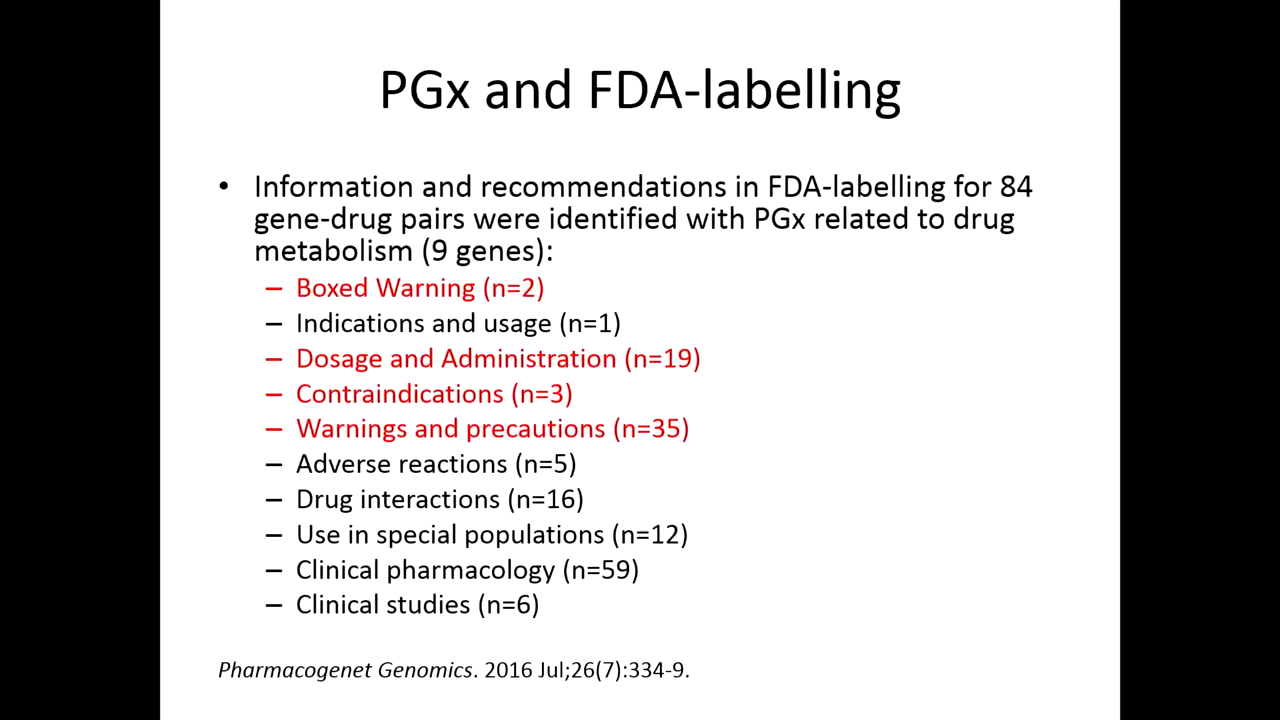 PGx and FDA-labelling
• Information and recommendations in FDA-labelling for 84
gene-drug pairs were identified with PGx related to drug
metabolism (9 genes):
– Boxed Warning (n=2)
– Indications and usage (n=1)
– Dosage and Administration (n=19)
– Contraindications (n=3)
– Warnings and precautions (n=35)
– Adverse reactions (n=5)
– Drug interactions (n=16)
– Use in special populations (n=12)
– Clinical pharmacology (n=59)
– Clinical studies (n=6)
Pharmacogenet Genomics. 2016 Jul;26(7):334-9.